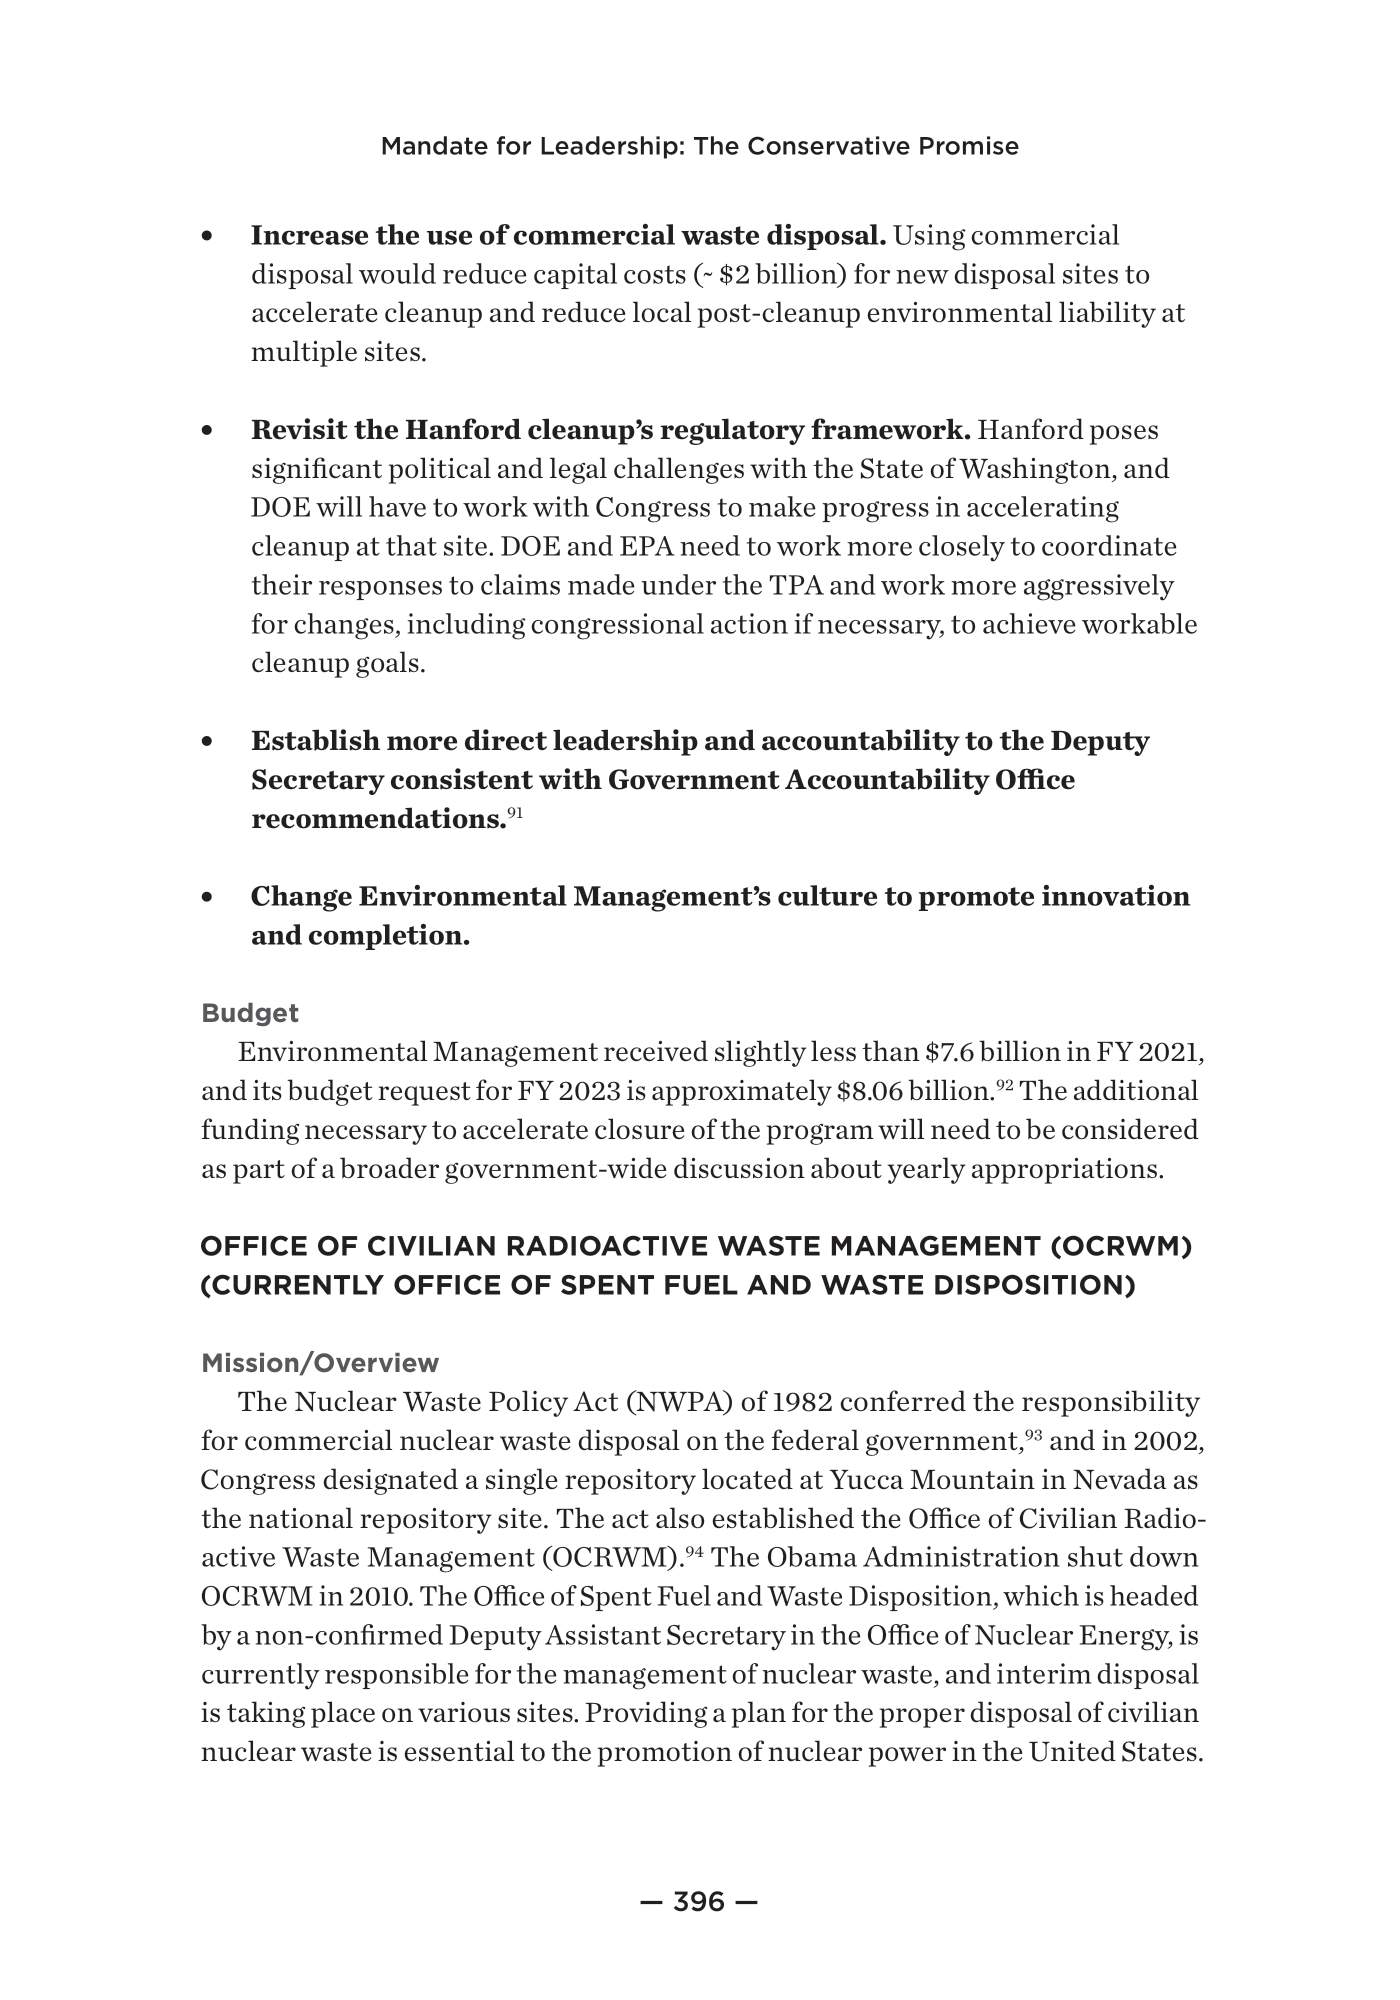 Mandate for Leadership: The Conservative Promise
• Increase the use of commercial waste disposal. Using commercial
disposal would reduce capital costs (~ $2 billion) for new disposal sites to
accelerate cleanup and reduce local post-cleanup environmental liability at
multiple sites.
• Revisit the Hanford cleanup’s regulatory framework. Hanford poses
significant political and legal challenges with the State of Washington, and
DOE will have to work with Congress to make progress in accelerating
cleanup at that site. DOE and EPA need to work more closely to coordinate
their responses to claims made under the TPA and work more aggressively
for changes, including congressional action if necessary, to achieve workable
cleanup goals.
• Establish more direct leadership and accountability to the Deputy
Secretary consistent with Government Accountability Office
recommendations.91
• Change Environmental Management’s culture to promote innovation
and completion.
Budget
Environmental Management received slightly less than $7.6 billion in FY 2021,
and its budget request for FY 2023 is approximately $8.06 billion.92 The additional
funding necessary to accelerate closure of the program will need to be considered
as part of a broader government-wide discussion about yearly appropriations.
OFFICE OF CIVILIAN RADIOACTIVE WASTE MANAGEMENT (OCRWM)
(CURRENTLY OFFICE OF SPENT FUEL AND WASTE DISPOSITION)
Mission/Overview
The Nuclear Waste Policy Act (NWPA) of 1982 conferred the responsibility
for commercial nuclear waste disposal on the federal government,93 and in 2002,
Congress designated a single repository located at Yucca Mountain in Nevada as
the national repository site. The act also established the Office of Civilian Radio-
active Waste Management (OCRWM).94 The Obama Administration shut down
OCRWM in 2010. The Office of Spent Fuel and Waste Disposition, which is headed
by a non-confirmed Deputy Assistant Secretary in the Office of Nuclear Energy, is
currently responsible for the management of nuclear waste, and interim disposal
is taking place on various sites. Providing a plan for the proper disposal of civilian
nuclear waste is essential to the promotion of nuclear power in the United States.
— 396 —